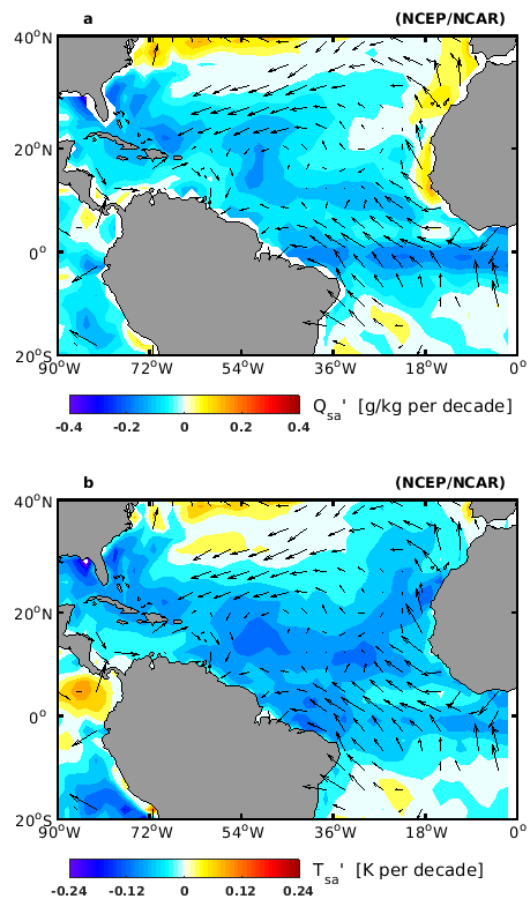 a (NCEP/NCAR)
40°N
20°N
0°
20°S
90°W 72°W 54°W 36°W 18°W 0°
-0.4 -0.2 0 0.2 0.4
Qsa' [g/kg per decade]
b (NCEP/NCAR)
40°N
20°N
0°
20°S
90°W 72°W 54°W 36°W 18°W 0°
-0.24 -0.12 0 0.12 0.24
Tsa' [K per decade]